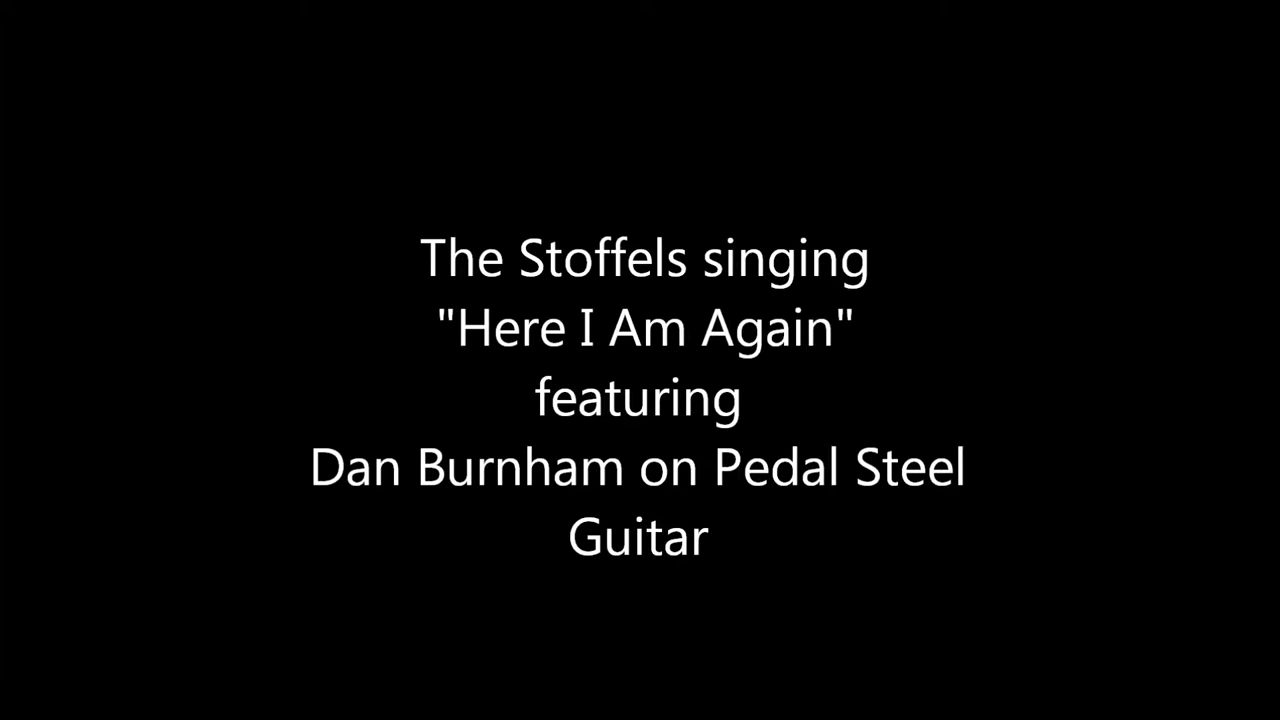 The Stoffels singing
"Here I Am Again"
featuring
Dan Burnham on Pedal Steel
Guitar